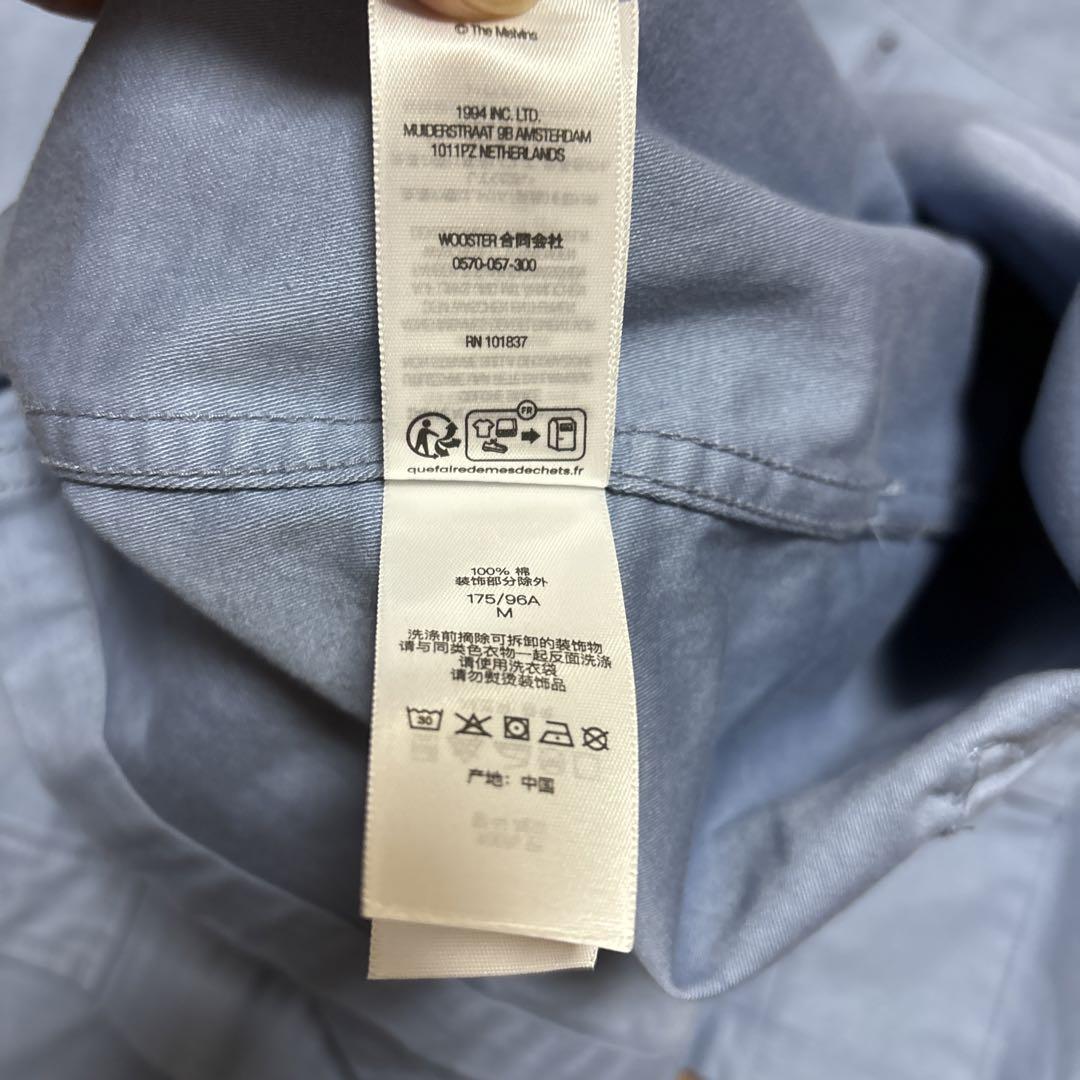 © The Melvins
1994 INC. LTD.
MUIDERSTRAAT 9B AMSTERDAM
1011PZ NETHERLANDS
WOOSTER 合同会社
0570-057-300
RN 101837
FR
quefairedemesdechets.fr
100% 棉
装饰部分除外
175/96A
M
洗涤前摘除可拆卸的装饰物
请与同类色衣物一起反面洗涤
请使用洗衣袋
请勿熨烫装饰品
30
产地：中国